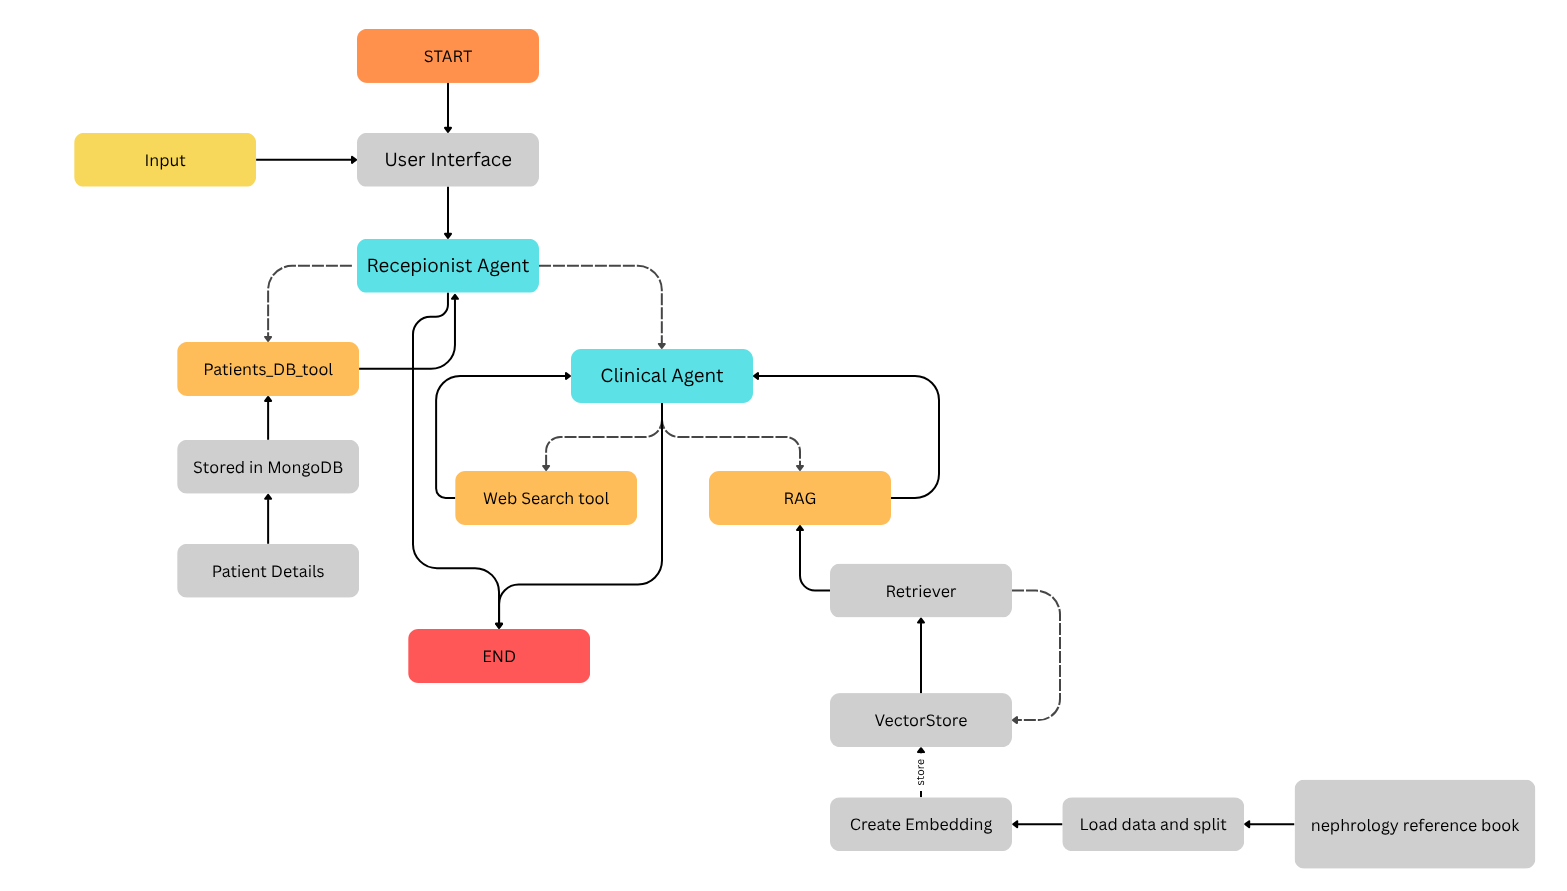 START
Input
User Interface
Recepionist Agent
Patients_DB_tool
Clinical Agent
Stored in MongoDB
Web Search tool
RAG
Patient Details
Retriever
END
VectorStore
store
Create Embedding
Load data and split
nephrology reference book